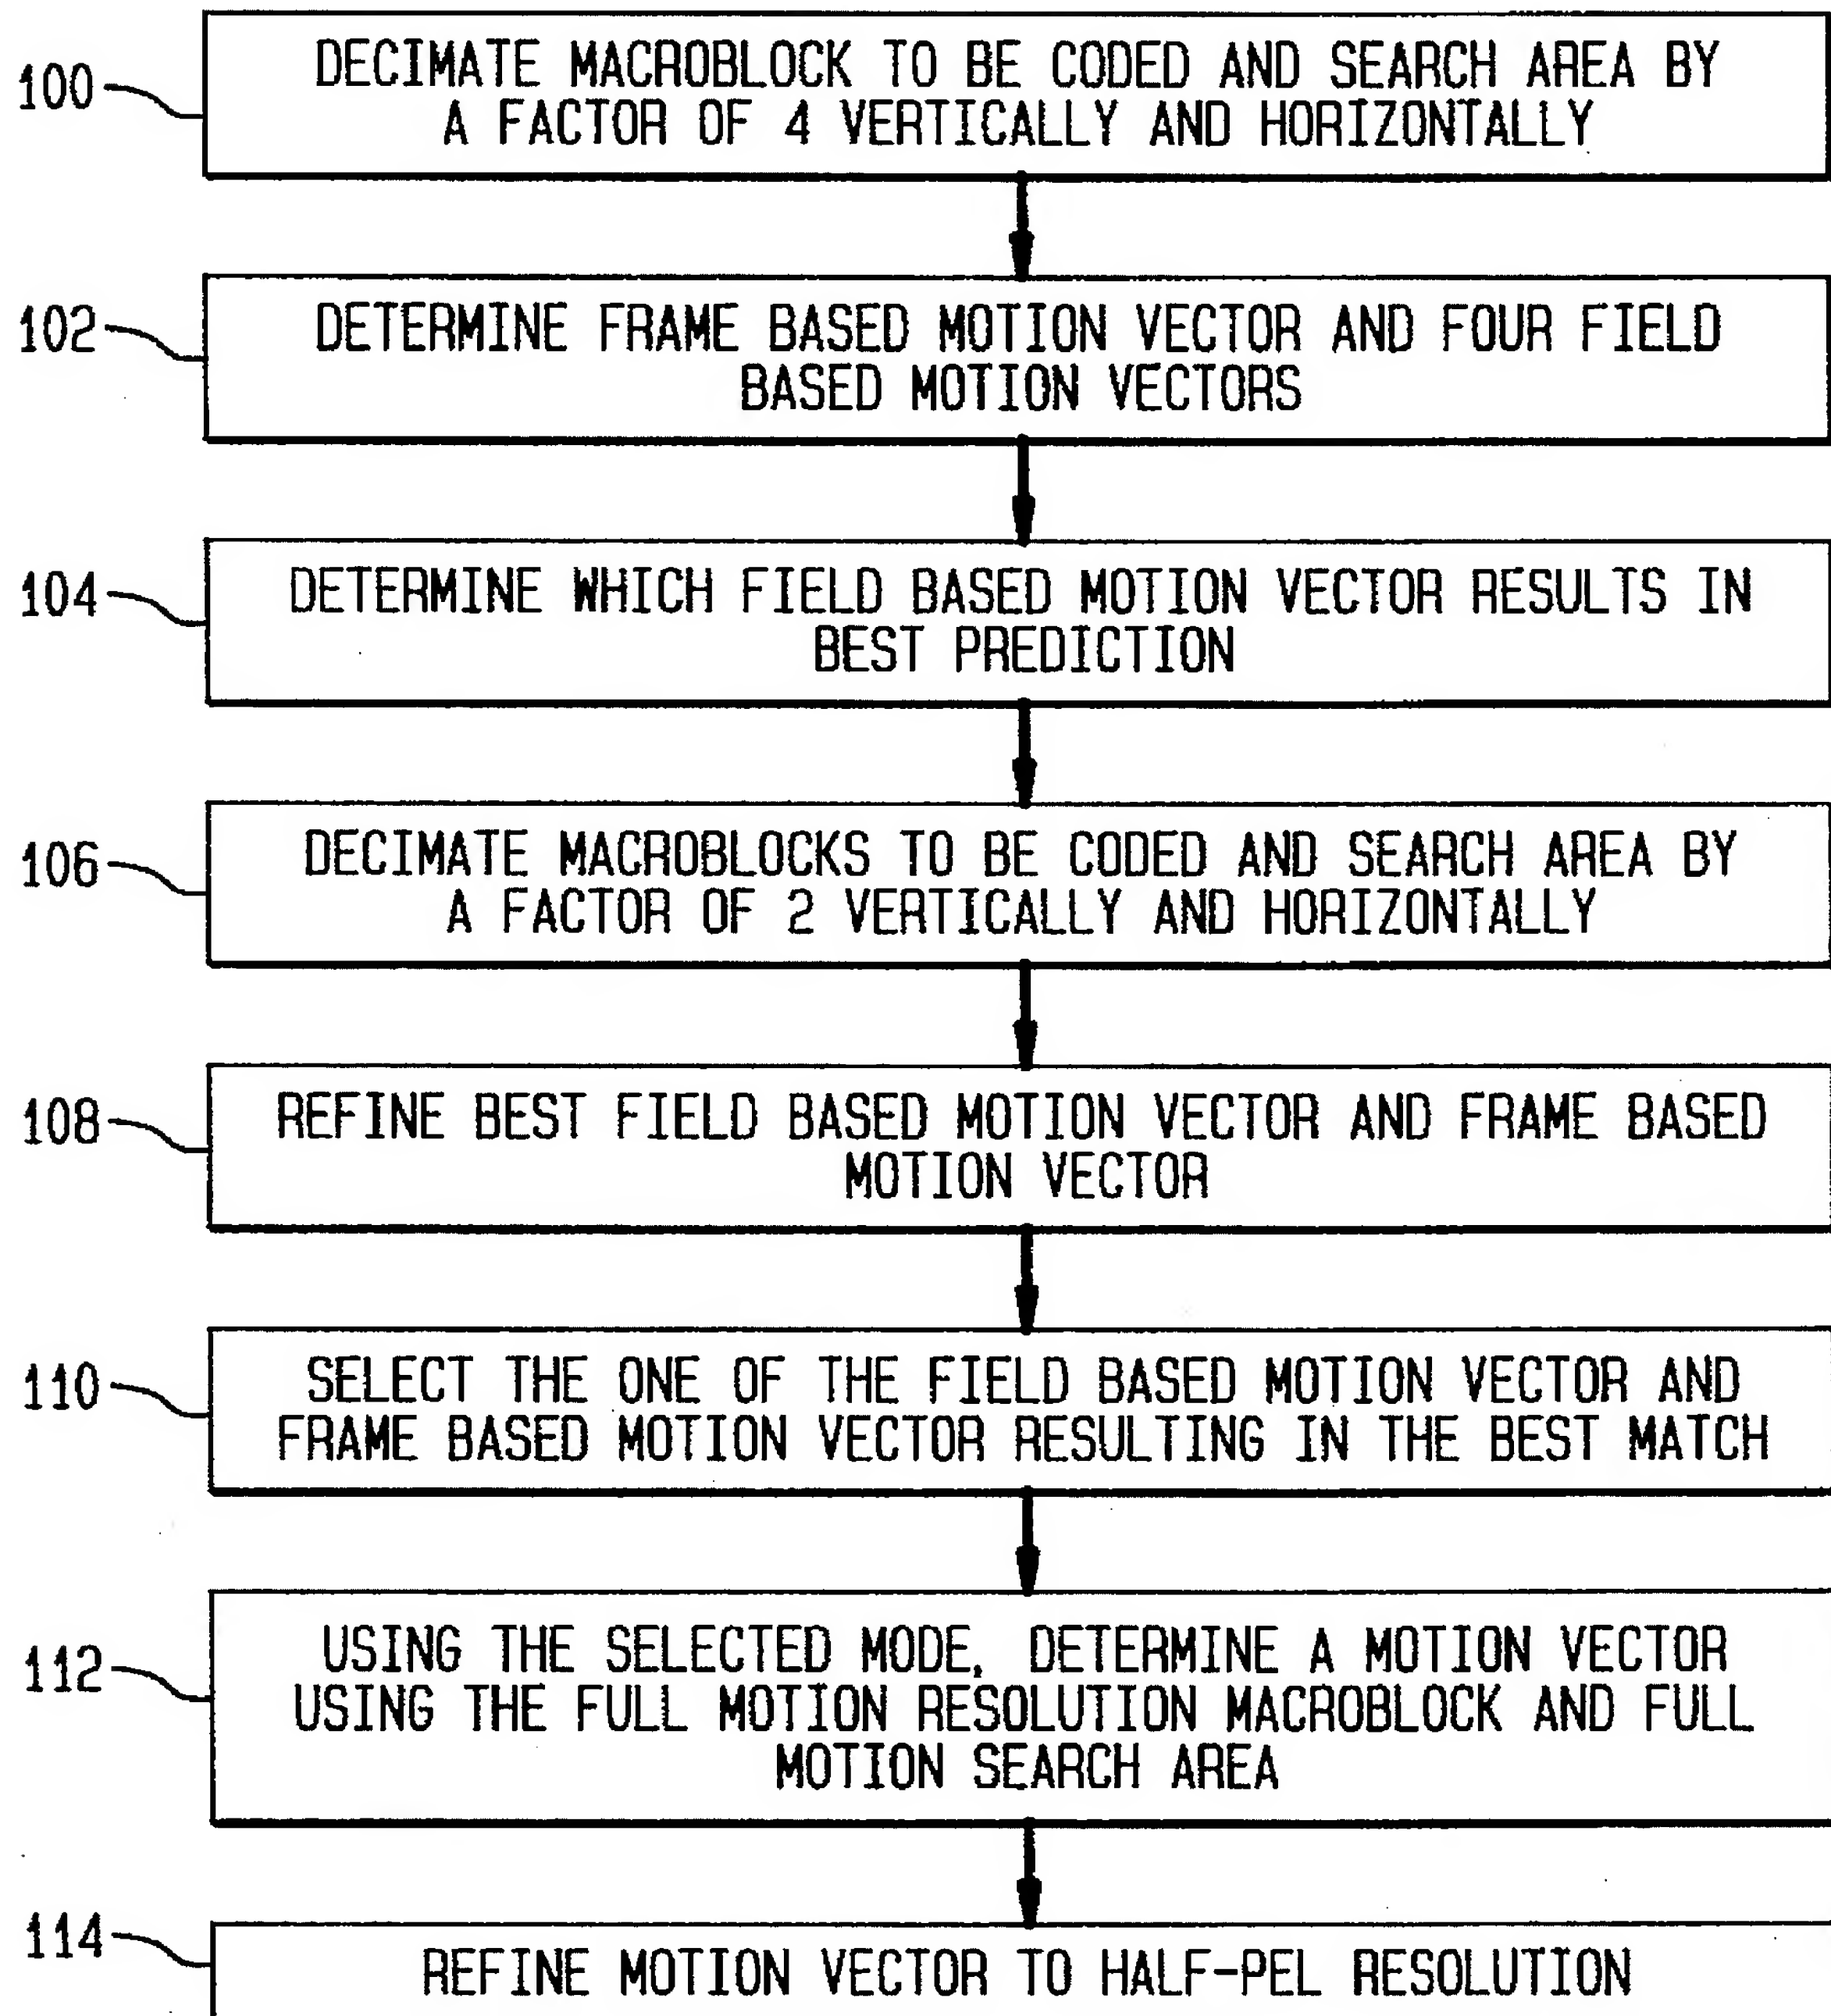 100
DECIMATE MACROBLOCK TO BE CODED AND SEARCH AREA BY
A FACTOR OF 4 VERTICALLY AND HORIZONTALLY
102
DETERMINE FRAME BASED MOTION VECTOR AND FOUR FIELD
BASED MOTION VECTORS
104
DETERMINE WHICH FIELD BASED MOTION VECTOR RESULTS IN
BEST PREDICTION
106
DECIMATE MACROBLOCKS TO BE CODED AND SEARCH AREA BY
A FACTOR OF 2 VERTICALLY AND HORIZONTALLY
108
REFINE BEST FIELD BASED MOTION VECTOR AND FRAME BASED
MOTION VECTOR
110
SELECT THE ONE OF THE FIELD BASED MOTION VECTOR AND
FRAME BASED MOTION VECTOR RESULTING IN THE BEST MATCH
112
USING THE SELECTED MODE, DETERMINE A MOTION VECTOR
USING THE FULL MOTION RESOLUTION MACROBLOCK AND FULL
MOTION SEARCH AREA
114
REFINE MOTION VECTOR TO HALF-PEL RESOLUTION